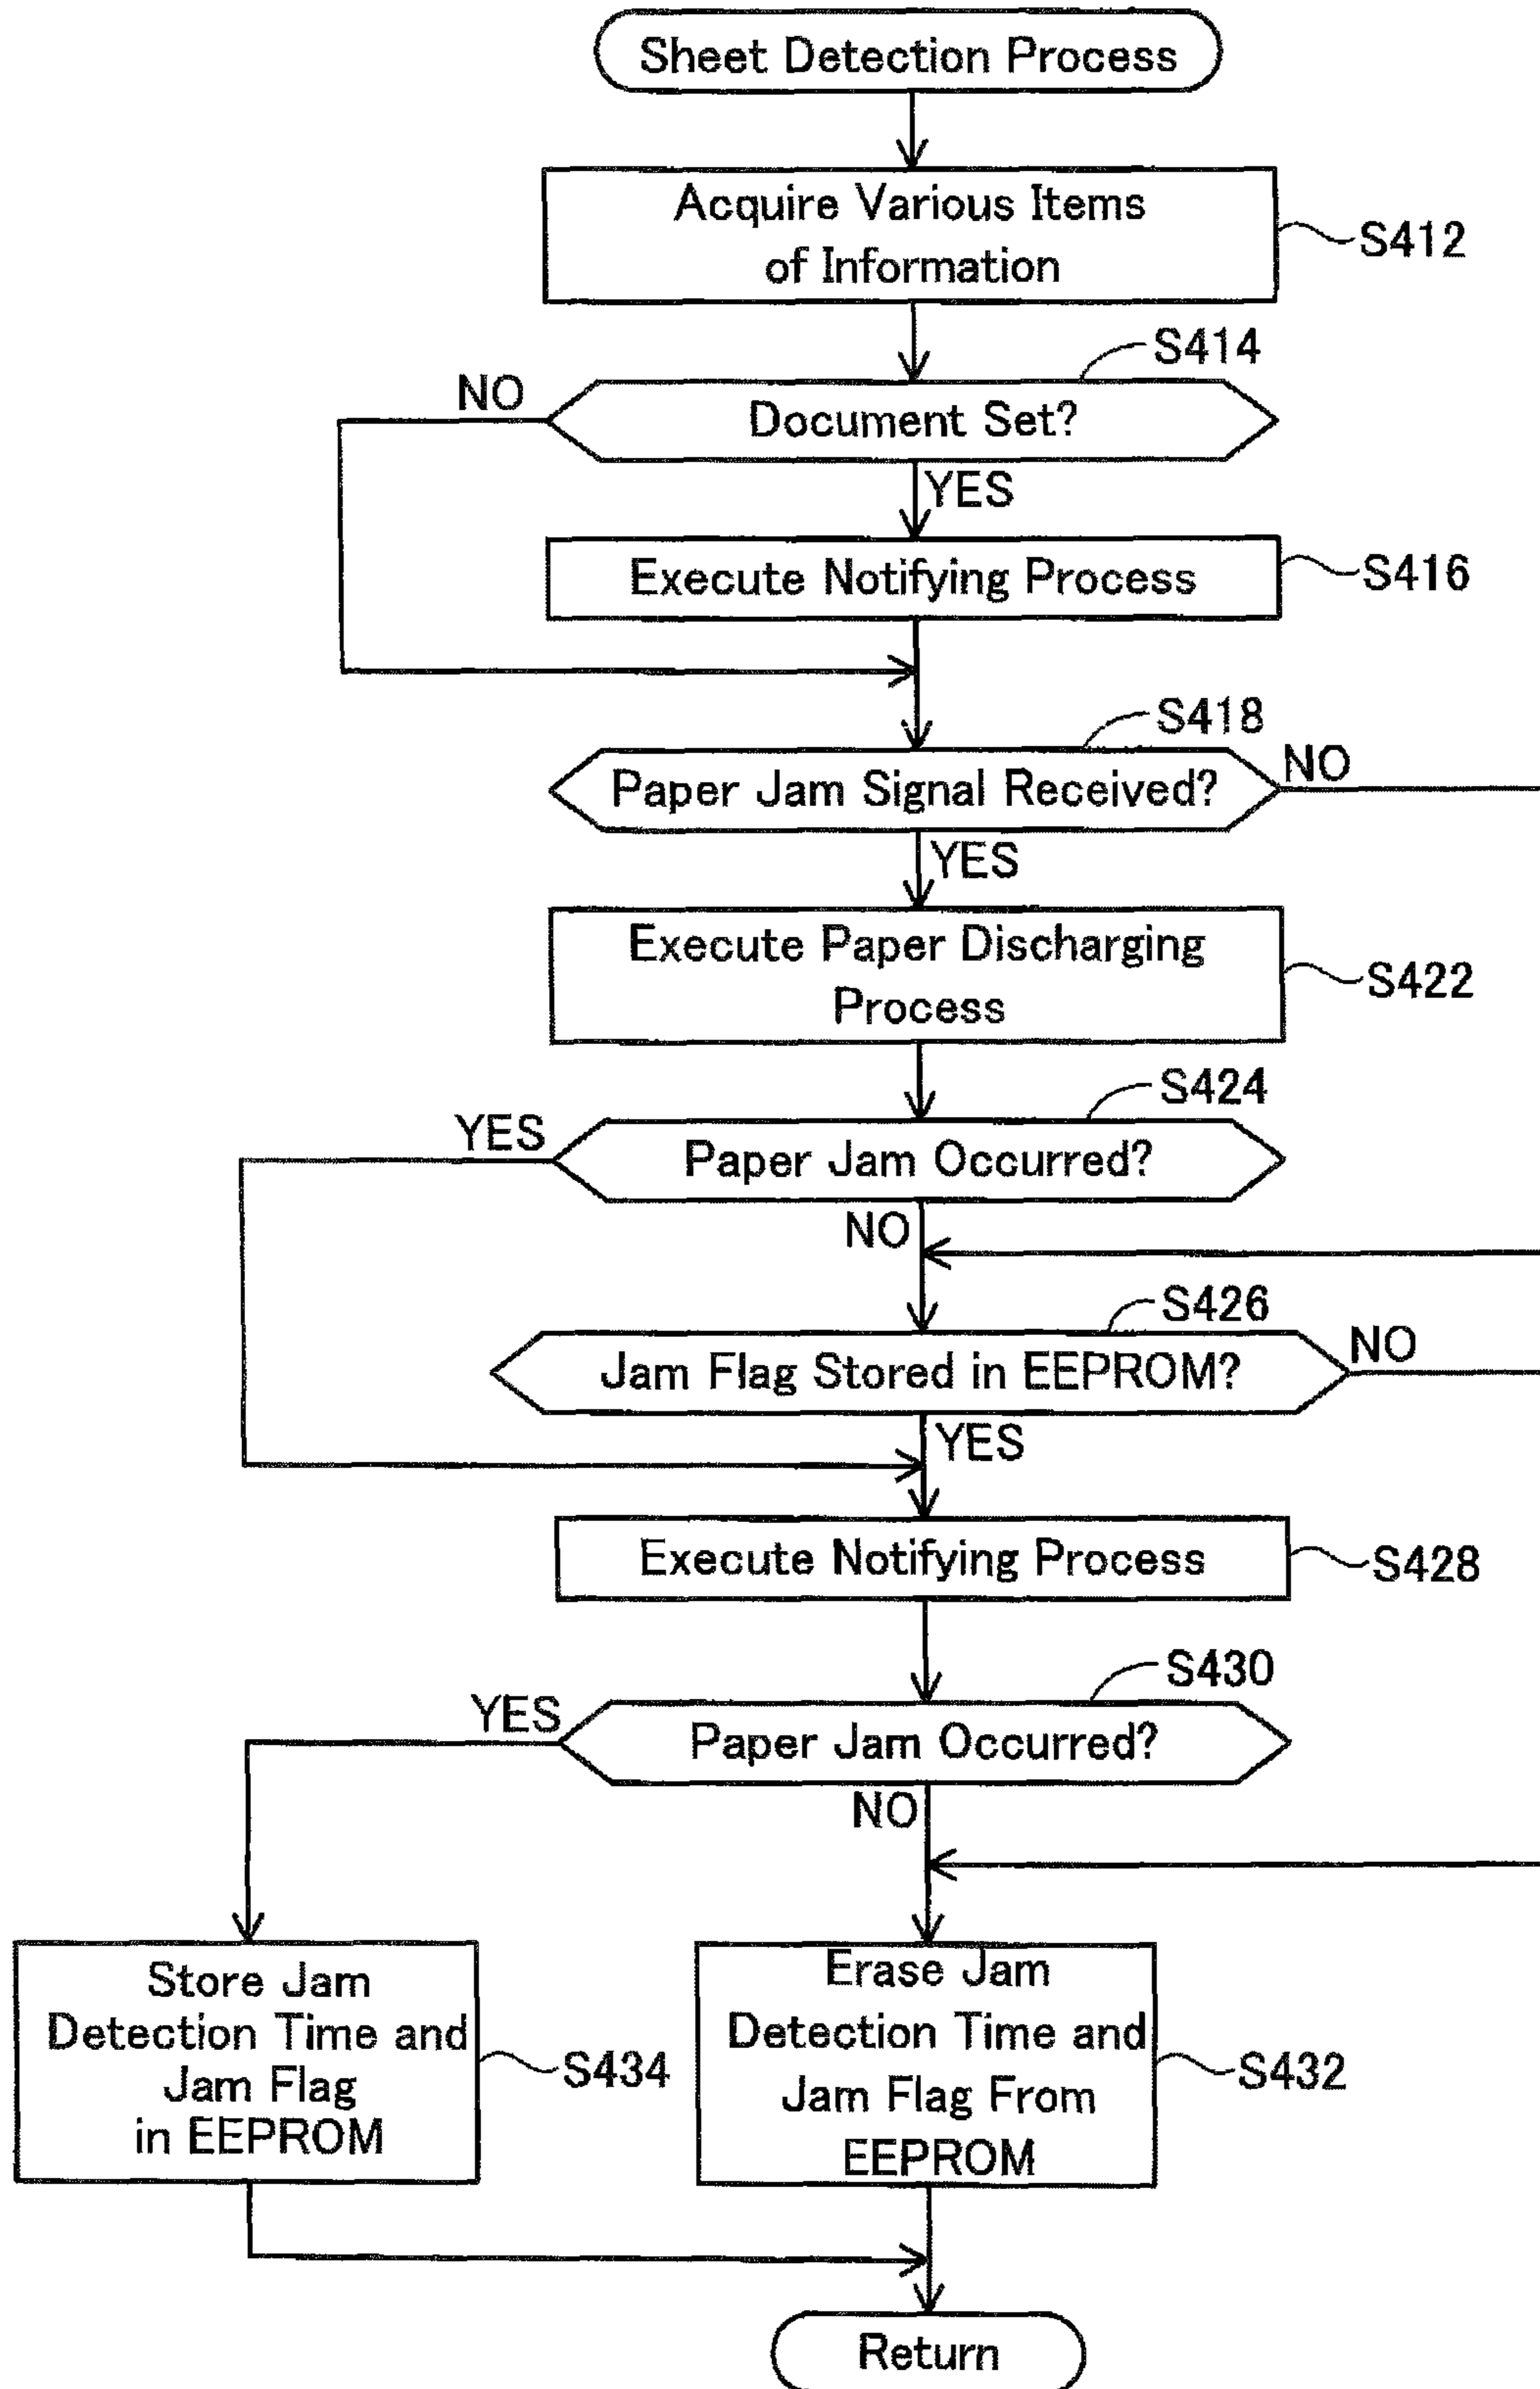 Sheet Detection Process
Acquire Various Items
of Information
S412
S414
NO
Document Set?
YES
Execute Notifying Process
S416
S418
Paper Jam Signal Received?
NO
YES
Execute Paper Discharging
Process
S422
S424
YES
Paper Jam Occurred?
NO
S426
Jam Flag Stored in EEPROM?
NO
YES
Execute Notifying Process
S428
S430
YES
Paper Jam Occurred?
NO
Store Jam
Detection Time and
Jam Flag
in EEPROM
S434
Erase Jam
Detection Time and
Jam Flag From
EEPROM
S432
Return